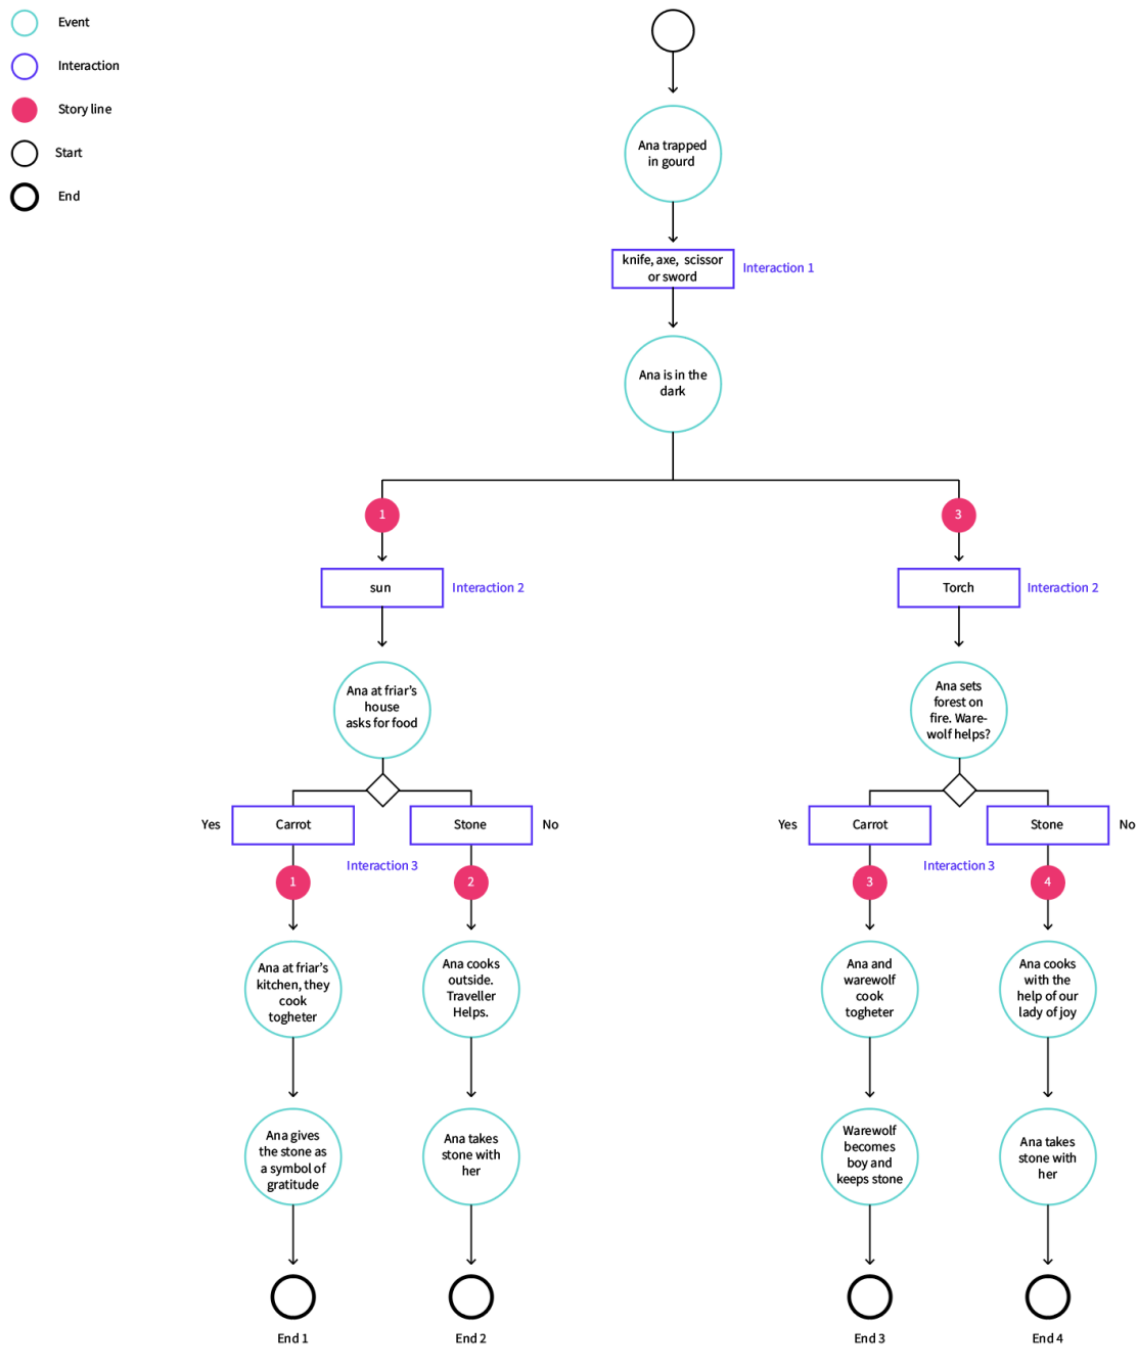 Event
Interaction
Story line
Start
End
Ana trapped
in gourd
knife, axe, scissor
or sword
Interaction 1
Ana is in the
dark
1
3
sun
Interaction 2
Torch
Interaction 2
Ana at friar's
house
asks for food
Ana sets
forest on
fire. Ware-
wolf helps?
Yes
Carrot
Stone
No
Yes
Carrot
Stone
No
Interaction 3
Interaction 3
1
2
3
4
Ana at friar's
kitchen, they
cook
togheter
Ana cooks
outside.
Traveller
Helps.
Ana and
warewolf
cook
togheter
Ana cooks
with the
help of our
lady of joy
Ana gives
the stone as
a symbol of
gratitude
Ana takes
stone with
her
Warewolf
becomes
boy and
keeps stone
Ana takes
stone with
her
End 1
End 2
End 3
End 4